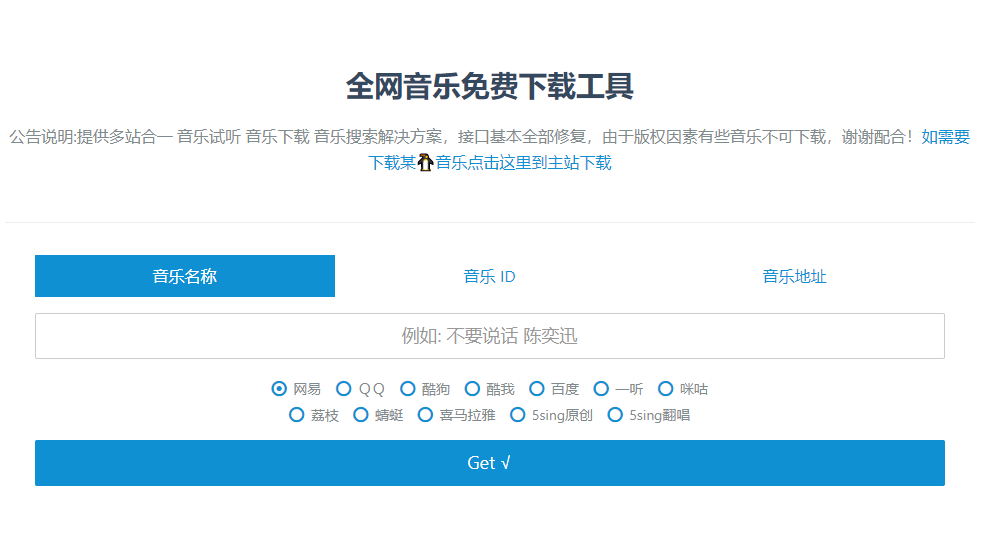 全网音乐免费下载工具
公告说明:提供多站合一 音乐试听 音乐下载 音乐搜索解决方案，接口基本全部修复，由于版权因素有些音乐不可下载，谢谢配合！如需要
下载某🐧音乐点击这里到主站下载
音乐名称 音乐 ID 音乐地址
例如: 不要说话 陈奕迅
网易 ＱＱ 酷狗 酷我 百度 一听 咪咕
荔枝 蜻蜓 喜马拉雅 5sing原创 5sing翻唱
Get √